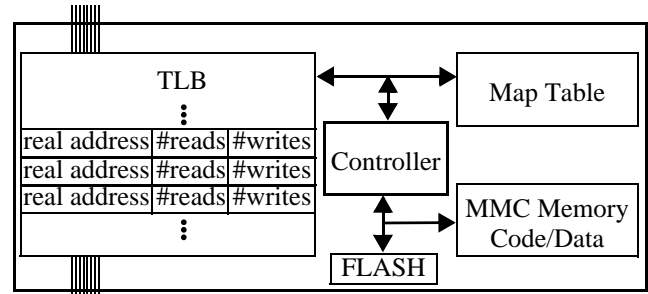 TLB
real address #reads #writes
real address #reads #writes
real address #reads #writes
Map Table
Controller
MMC Memory
Code/Data
FLASH